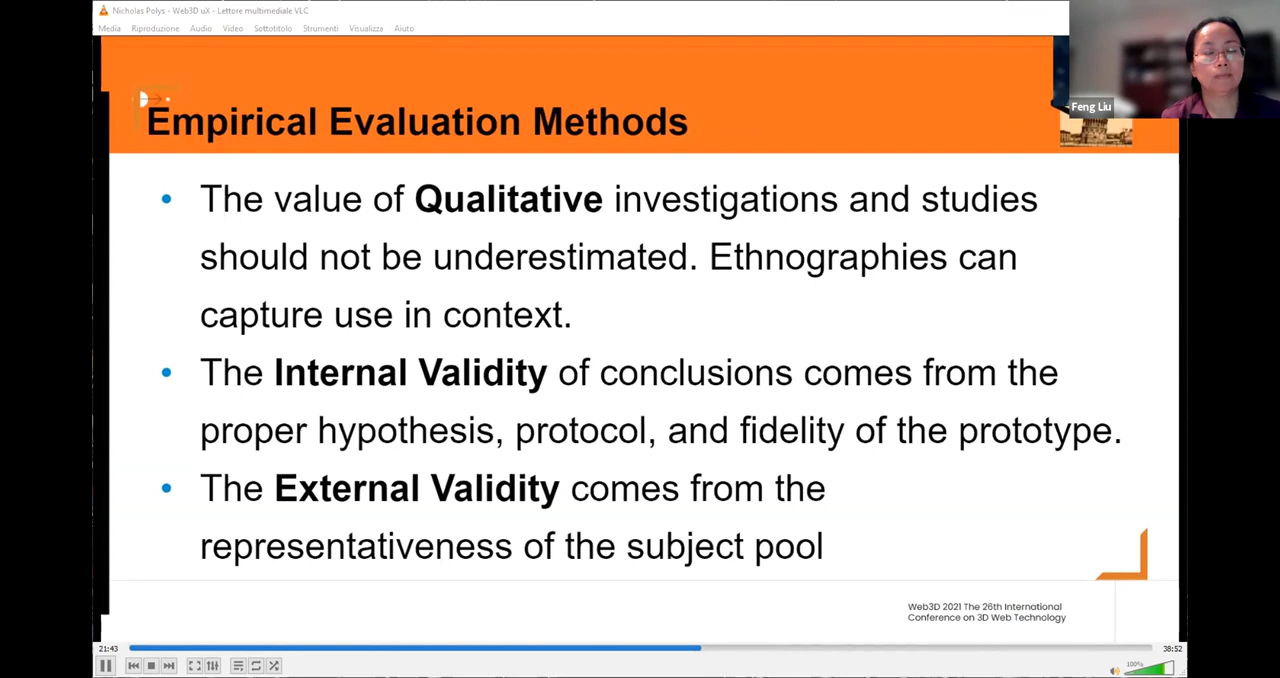 Nicholas Polys - Web3D uX - Lettore multimediale VLC
Media Riproduzione Audio Video Sottotitolo Strumenti Visualizza Aiuto
Feng Liu
Empirical Evaluation Methods
• The value of Qualitative investigations and studies
should not be underestimated. Ethnographies can
capture use in context.
• The Internal Validity of conclusions comes from the
proper hypothesis, protocol, and fidelity of the prototype.
• The External Validity comes from the
representativeness of the subject pool
Web3D 2021 The 26th International
Conference on 3D Web Technology
21:43
38:52
100%